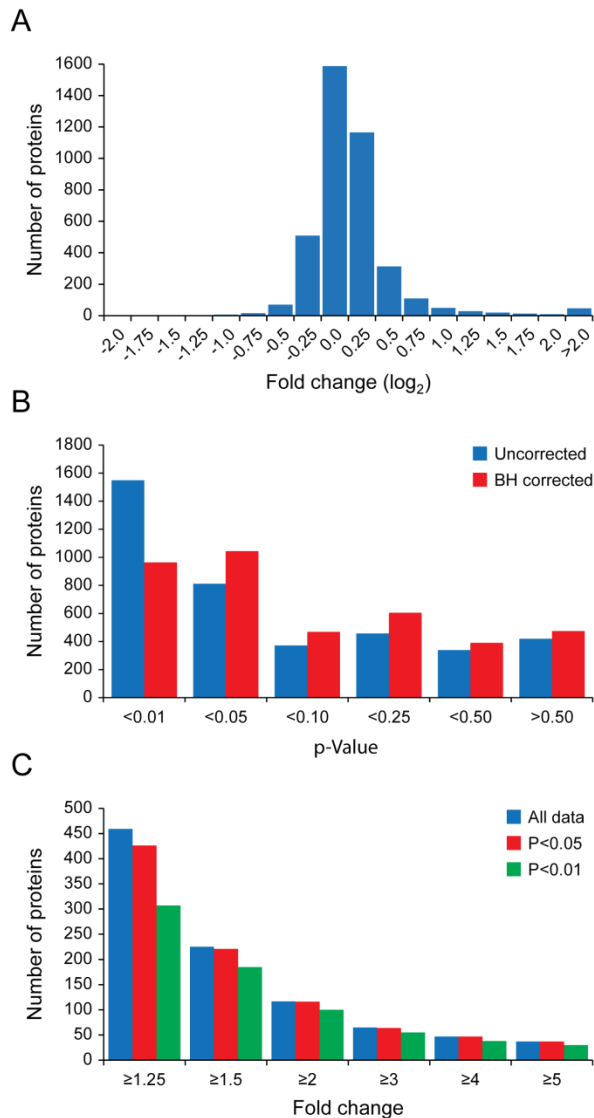 A
Number of proteins
1600
1400
1200
1000
800
600
400
200
0
-2.0 -1.75 -1.5 -1.25 -1.0 -0.75 -0.5 -0.25 0.0 0.25 0.5 0.75 1.0 1.25 1.5 1.75 2.0 >2.0
Fold change (log2)
B
Number of proteins
1800
1600
1400
1200
1000
800
600
400
200
0
Uncorrected
BH corrected
<0.01 <0.05 <0.10 <0.25 <0.50 >0.50
p-Value
C
Number of proteins
500
450
400
350
300
250
200
150
100
50
0
All data
P<0.05
P<0.01
≥1.25 ≥1.5 ≥2 ≥3 ≥4 ≥5
Fold change